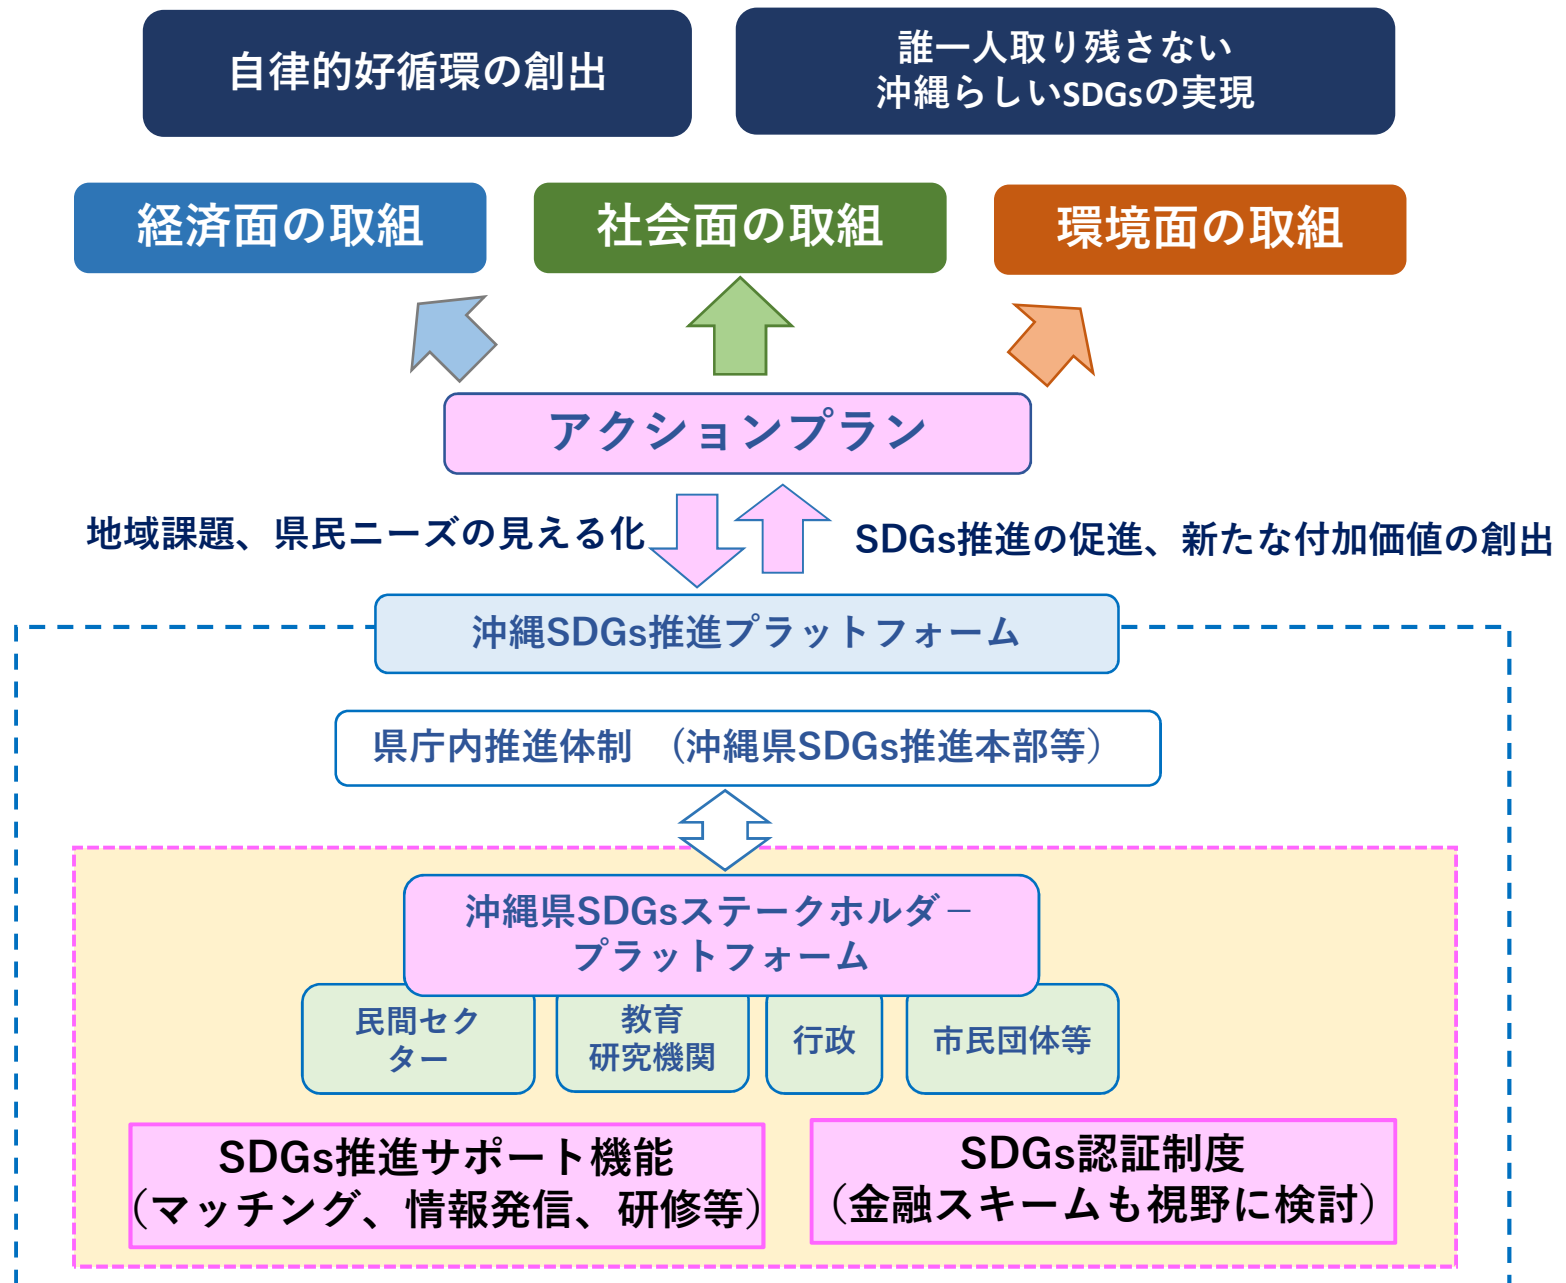 自律的好循環の創出
誰一人取り残さない
沖縄らしいSDGsの実現
経済面の取組
社会面の取組
環境面の取組
アクションプラン
地域課題、県民ニーズの見える化
SDGs推進の促進、新たな付加価値の創出
沖縄SDGs推進プラットフォーム
県庁内推進体制　（沖縄県SDGs推進本部等）
沖縄県SDGsステークホルダ－
プラットフォーム
民間セク
ター
教育
研究機関
行政
市民団体等
SDGs推進サポート機能
（マッチング、情報発信、研修等）
SDGs認証制度
（金融スキームも視野に検討）